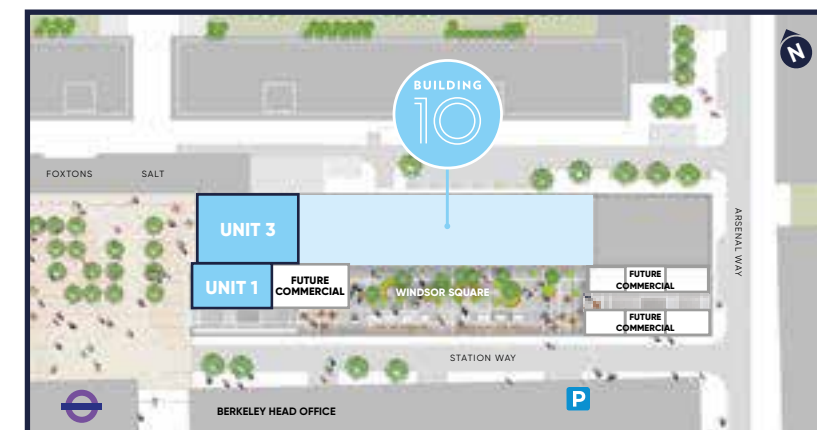 N
BUILDING
10
FOXTONS
SALT
UNIT 3
ARSENAL WAY
UNIT 1
FUTURE
COMMERCIAL
WINDSOR SQUARE
FUTURE
COMMERCIAL
FUTURE
COMMERCIAL
STATION WAY
BERKELEY HEAD OFFICE
P